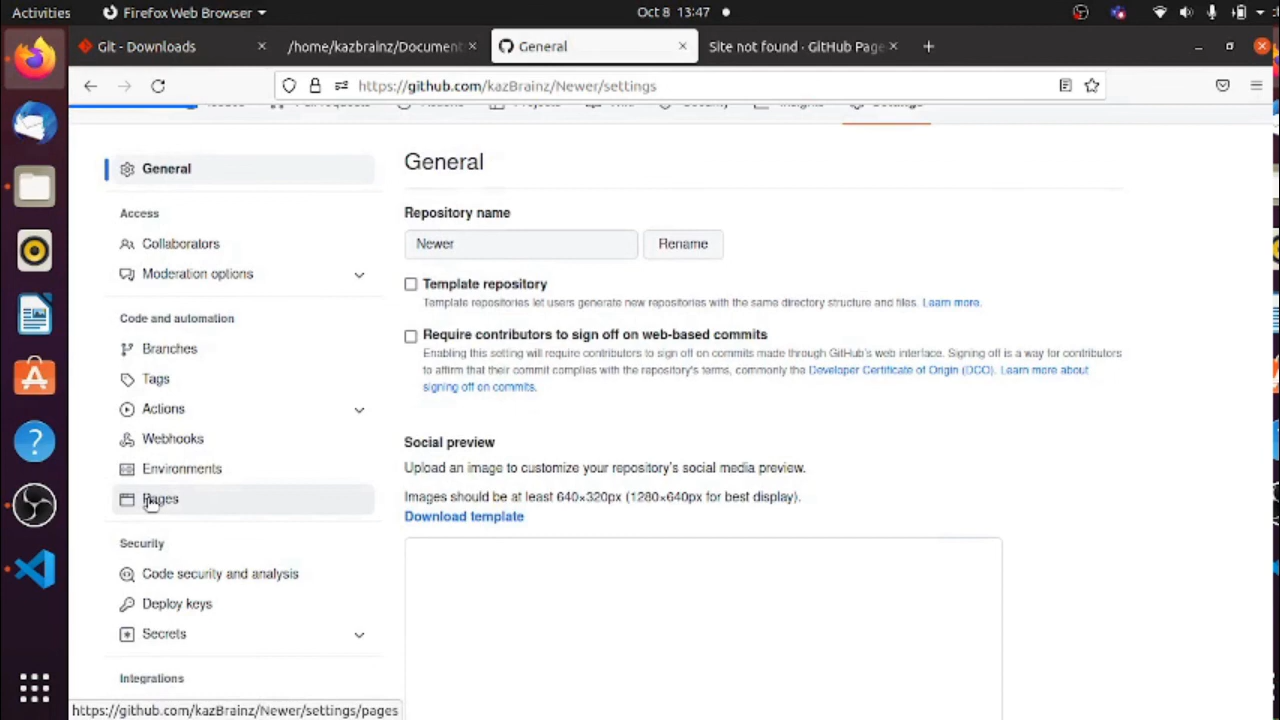 Activities
Firefox Web Browser
Oct 8 13:47
Git - Downloads
/home/kazbrainz/Document
General
Site not found · GitHub Page
https://github.com/kazBrainz/Newer/settings
General
Access
Collaborators
Moderation options
Code and automation
Branches
Tags
Actions
Webhooks
Environments
Pages
Security
Code security and analysis
Deploy keys
Secrets
Integrations
General
Repository name
Newer
Rename
Template repository
Template repositories let users generate new repositories with the same directory structure and files. Learn more.
Require contributors to sign off on web-based commits
Enabling this setting will require contributors to sign off on commits made through GitHub's web interface. Signing off is a way for contributors
to affirm that their commit complies with the repository's terms, commonly the Developer Certificate of Origin (DCO). Learn more about
signing off on commits.
Social preview
Upload an image to customize your repository's social media preview.
Images should be at least 640×320px (1280×640px for best display).
Download template
https://github.com/kazBrainz/Newer/settings/pages